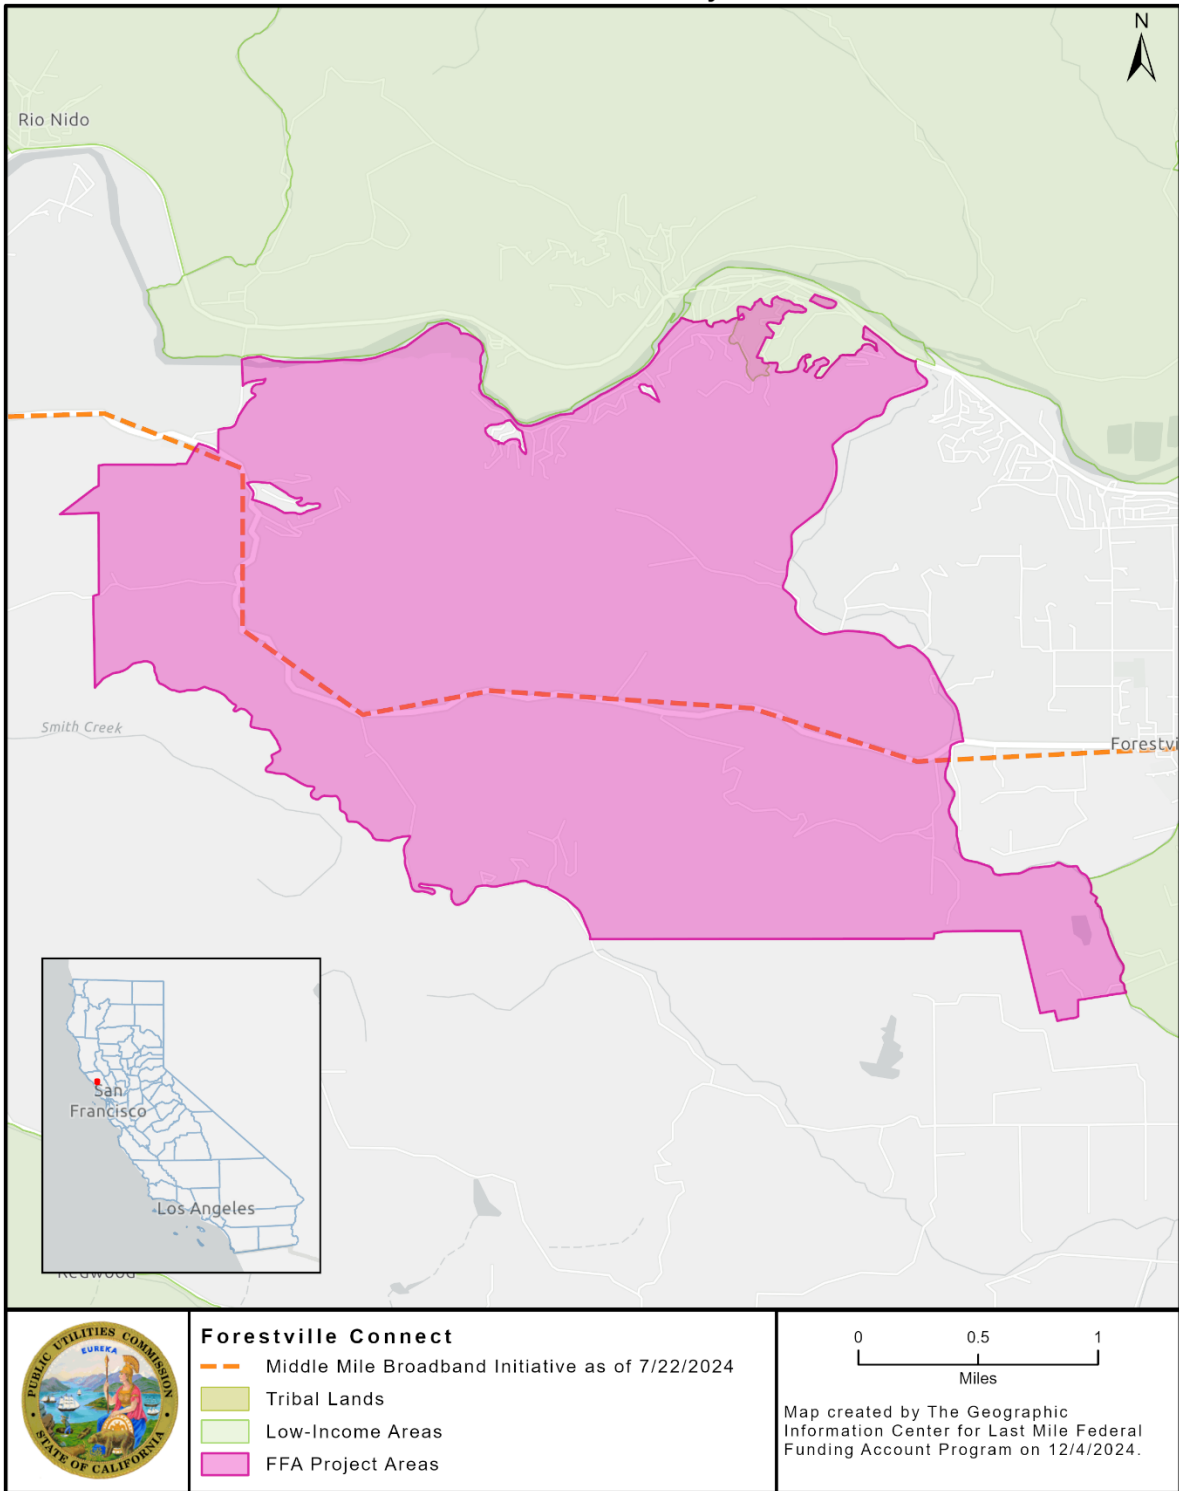 N
Rio Nido
Smith Creek
Forestvi
San
Francisco
Los Angeles
Redwood
PUBLIC UTILITIES COMMISSION
EUREKA
STATE OF CALIFORNIA
Forestville Connect
Middle Mile Broadband Initiative as of 7/22/2024
Tribal Lands
Low-Income Areas
FFA Project Areas
0 0.5 1
Miles
Map created by The Geographic
Information Center for Last Mile Federal
Funding Account Program on 12/4/2024.